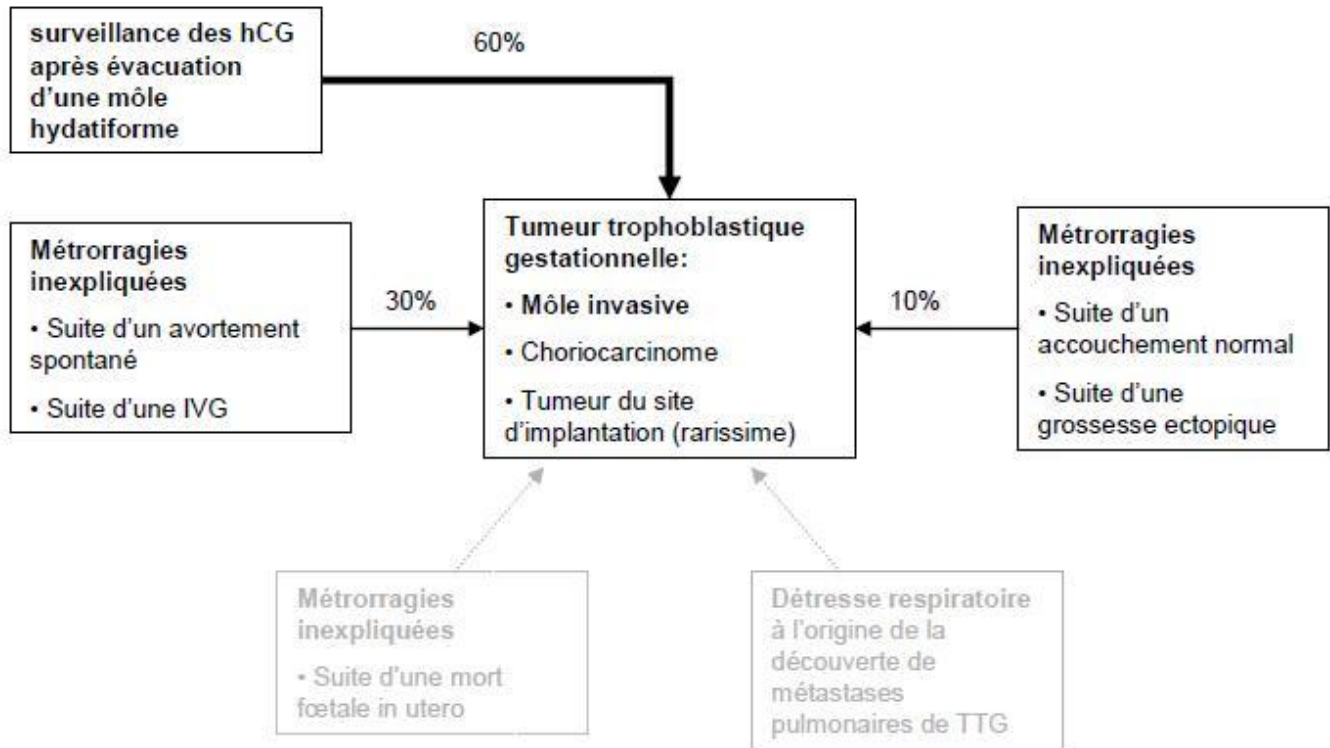 surveillance des hCG
après évacuation
d'une môle
hydatiforme
60%
Métrorragies
inexpliquées
• Suite d'un avortement
spontané
• Suite d'une IVG
30%
Tumeur trophoblastique
gestationnelle:
• Môle invasive
• Choriocarcinome
• Tumeur du site
d'implantation (rarissime)
10%
Métrorragies
inexpliquées
• Suite d'un
accouchement normal
• Suite d'une
grossesse ectopique
Métrorragies
inexpliquées
• Suite d'une mort
fœtale in utero
Détresse respiratoire
à l'origine de la
découverte de
métastases
pulmonaires de TTG